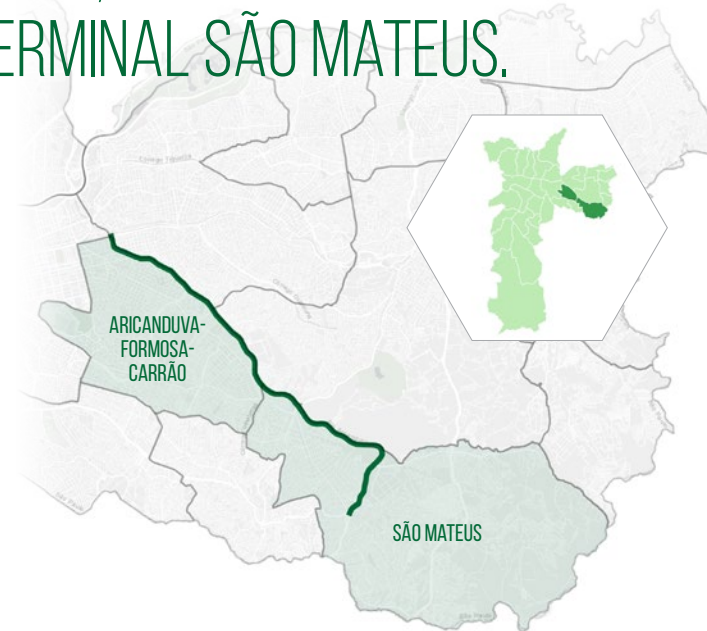 ERMINAL SÃO MATEUS.
ARICANDUVA-
FORMOSA-
CARRÃO
SÃO MATEUS